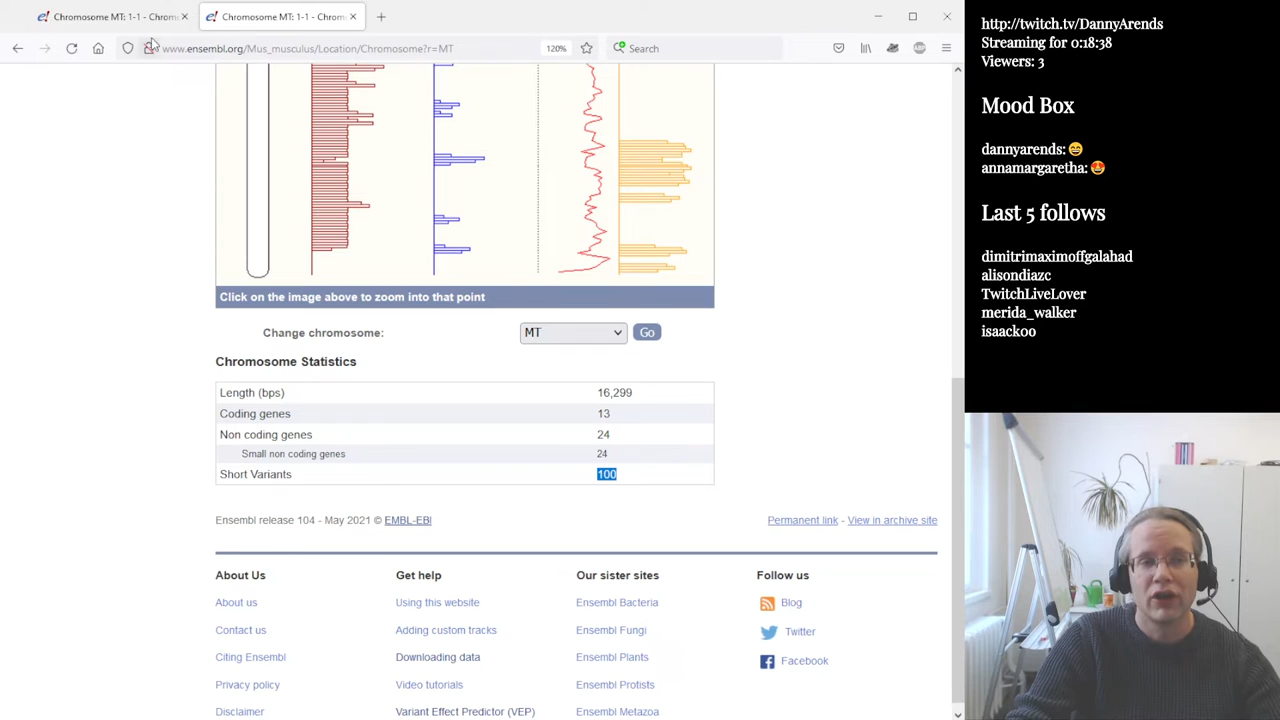 Chromosome MT: 1-1 - Chrom
Chromosome MT: 1-1 - Chrom
www.ensembl.org/Mus_musculus/Location/Chromosome?r=MT
120%
Search
Click on the image above to zoom into that point
Change chromosome:
MT
Go
Chromosome Statistics
Length (bps) 16,299
Coding genes 13
Non coding genes 24
Small non coding genes 24
Short Variants 100
Ensembl release 104 - May 2021 © EMBL-EBI
Permanent link - View in archive site
About Us
About us
Contact us
Citing Ensembl
Privacy policy
Disclaimer
Get help
Using this website
Adding custom tracks
Downloading data
Video tutorials
Variant Effect Predictor (VEP)
Our sister sites
Ensembl Bacteria
Ensembl Fungi
Ensembl Plants
Ensembl Protists
Ensembl Metazoa
Follow us
Blog
Twitter
Facebook
http://twitch.tv/DannyArends
Streaming for 0:18:38
Viewers: 3
Mood Box
dannyarends: 😄
annamargaretha: 😍
Last 5 follows
dimitrimaximoffgalahad
alisondiazc
TwitchLiveLover
merida_walker
isaackoo